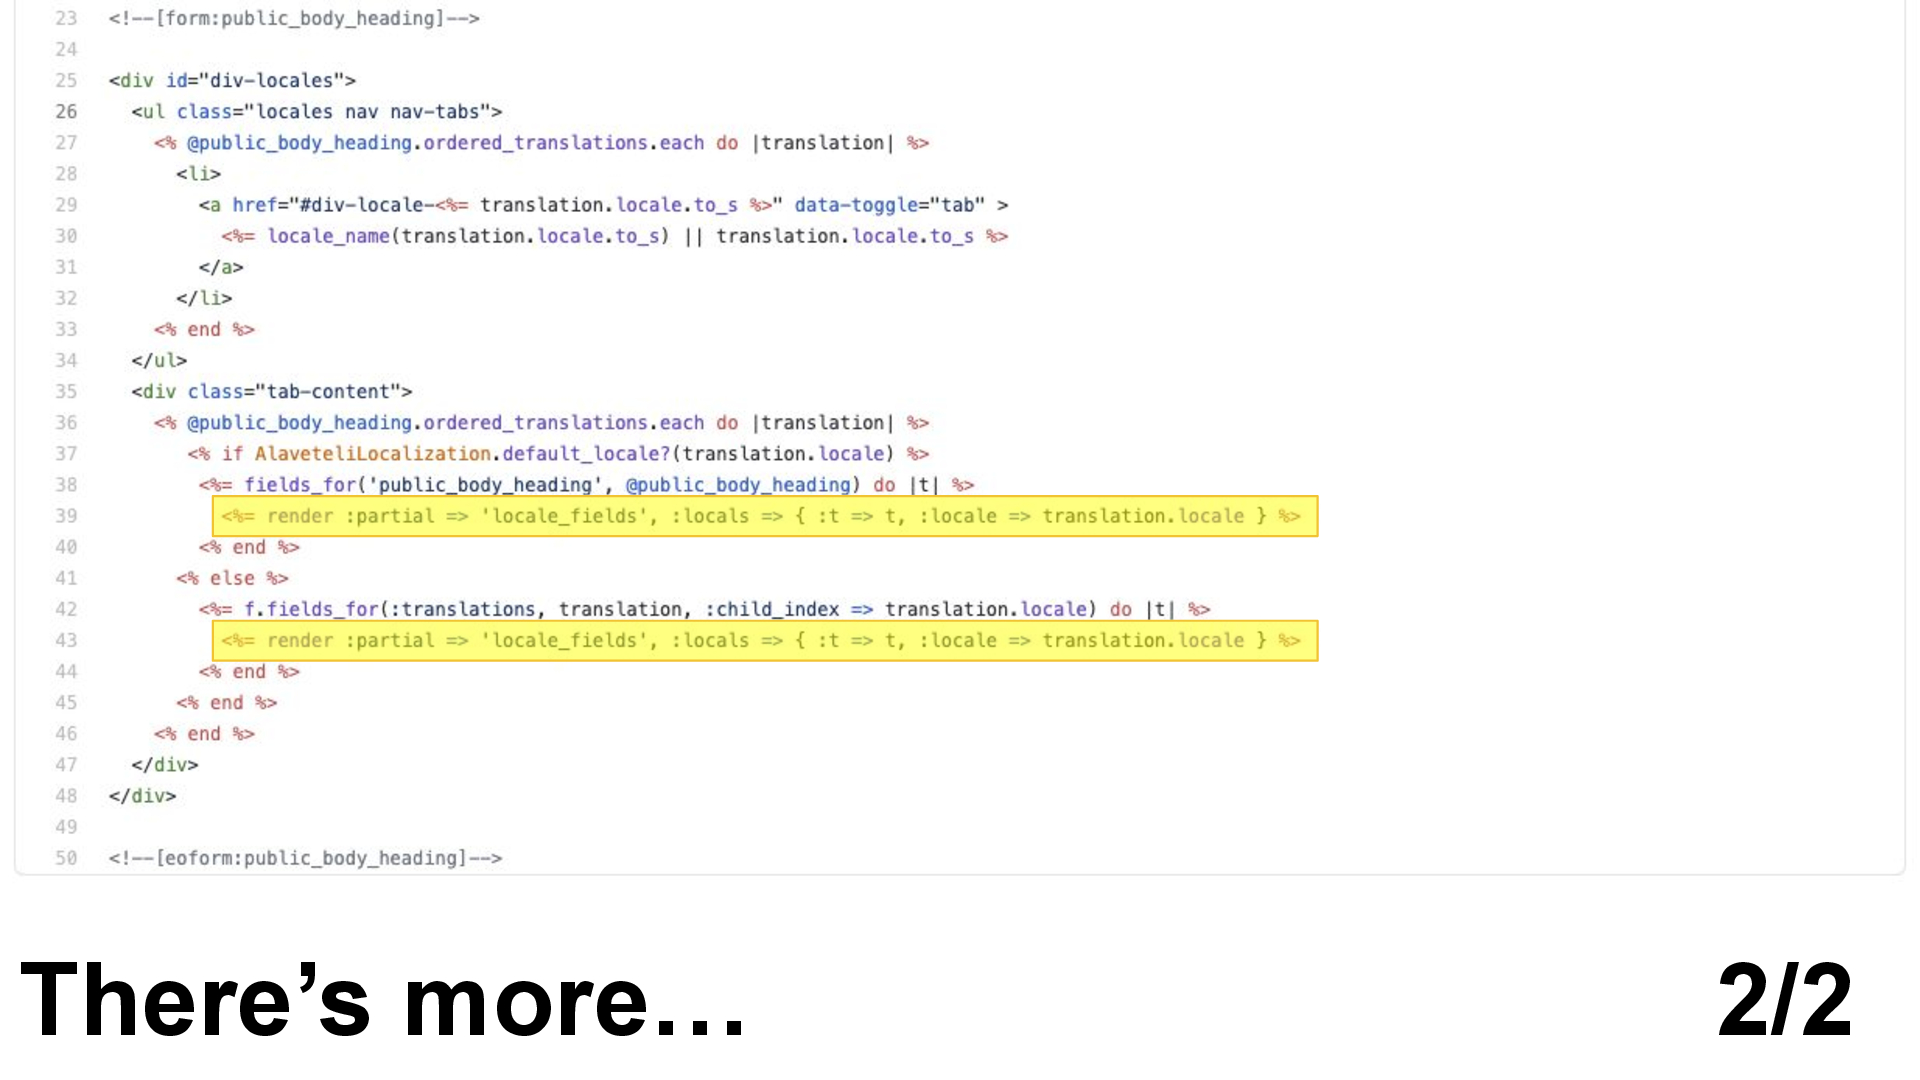 23 <!--[form:public_body_heading]-->
24
25 <div id="div-locales">
26   <ul class="locales nav nav-tabs">
27     <% @public_body_heading.ordered_translations.each do |translation| %>
28       <li>
29         <a href="#div-locale-<%= translation.locale.to_s %>" data-toggle="tab" >
30           <%= locale_name(translation.locale.to_s) || translation.locale.to_s %>
31         </a>
32       </li>
33     <% end %>
34   </ul>
35   <div class="tab-content">
36     <% @public_body_heading.ordered_translations.each do |translation| %>
37        <% if AlaveteliLocalization.default_locale?(translation.locale) %>
38         <%= fields_for('public_body_heading', @public_body_heading) do |t| %>
39           <%= render :partial => 'locale_fields', :locals => { :t => t, :locale => translation.locale } %>
40         <% end %>
41       <% else %>
42         <%= f.fields_for(:translations, translation, :child_index => translation.locale) do |t| %>
43           <%= render :partial => 'locale_fields', :locals => { :t => t, :locale => translation.locale } %>
44         <% end %>
45       <% end %>
46     <% end %>
47   </div>
48 </div>
49
50 <!--[eoform:public_body_heading]-->
There’s more… 2/2